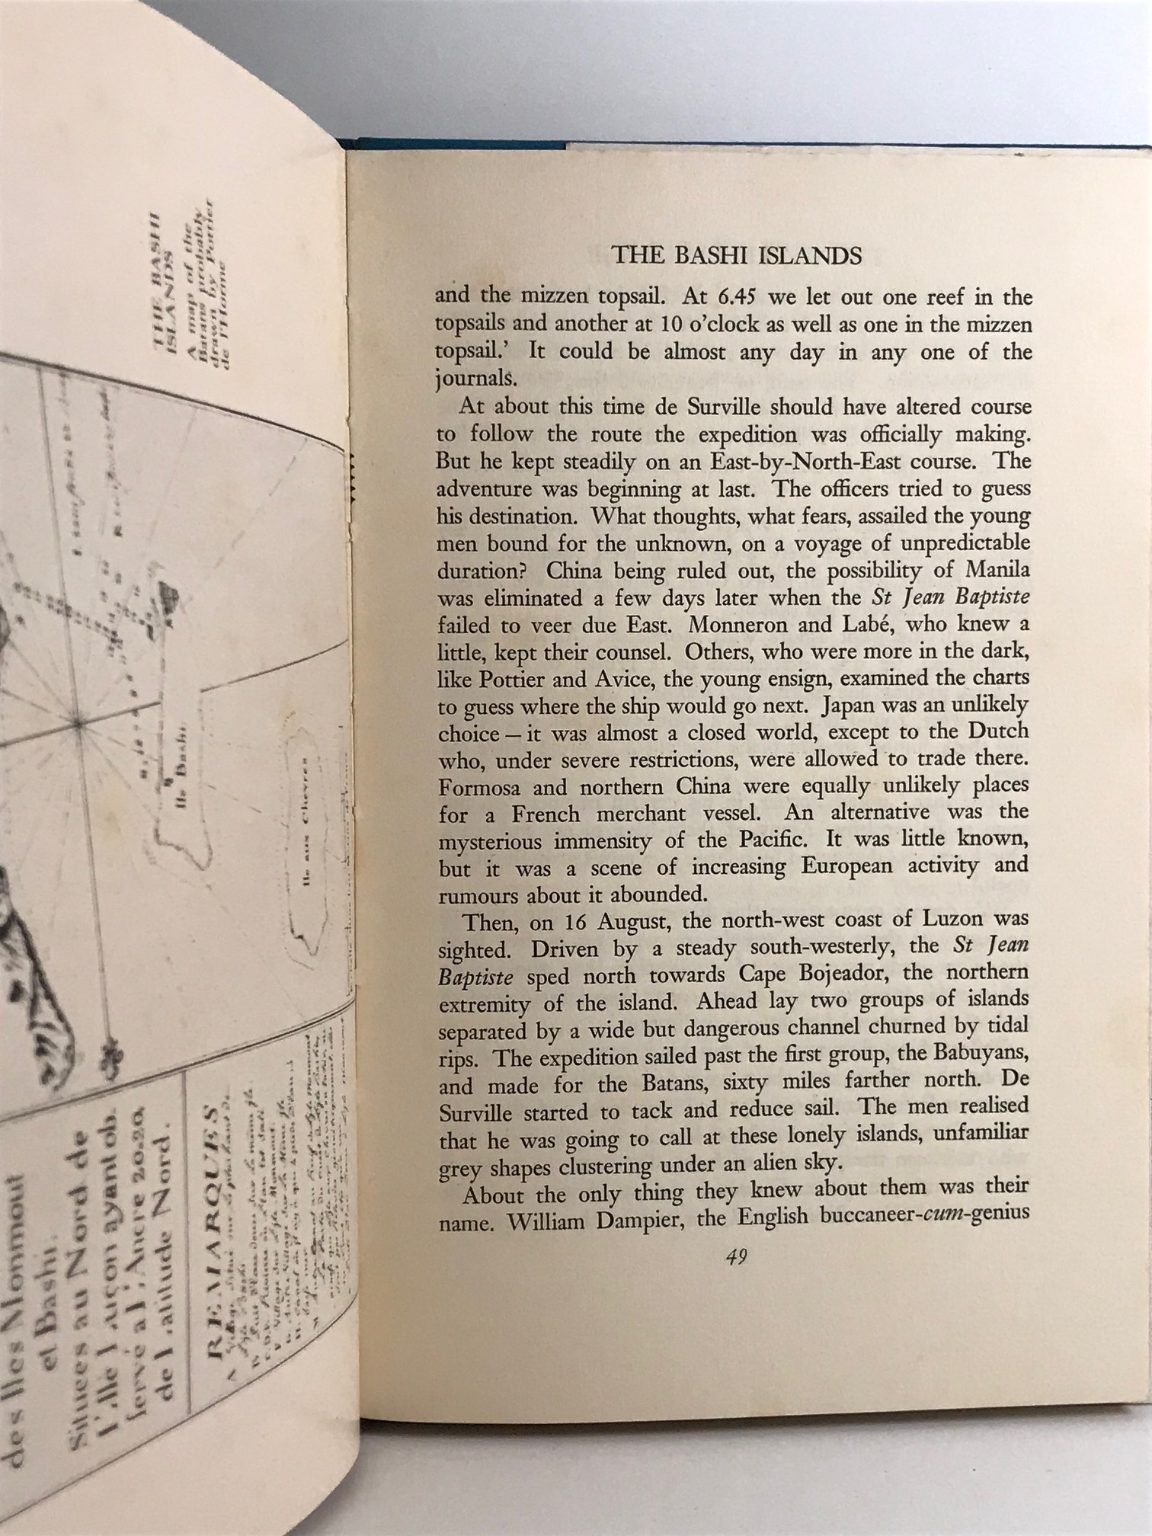 THE BASHI
ISLANDS
A map of the
Batans probably
drawn by Pottier
de l'Horme
Ile Bashi
Ile aux Chevres
des Iles Monmout
et Bashi.
Situees au Nord de
l'Ille Luçon ayant ob.
servé a l'Ancre 20.20.
de Latitude Nord.
REMARQUES
THE BASHI ISLANDS
and the mizzen topsail. At 6.45 we let out one reef in the
topsails and another at 10 o'clock as well as one in the mizzen
topsail.' It could be almost any day in any one of the
journals.
At about this time de Surville should have altered course
to follow the route the expedition was officially making.
But he kept steadily on an East-by-North-East course. The
adventure was beginning at last. The officers tried to guess
his destination. What thoughts, what fears, assailed the young
men bound for the unknown, on a voyage of unpredictable
duration? China being ruled out, the possibility of Manila
was eliminated a few days later when the St Jean Baptiste
failed to veer due East. Monneron and Labé, who knew a
little, kept their counsel. Others, who were more in the dark,
like Pottier and Avice, the young ensign, examined the charts
to guess where the ship would go next. Japan was an unlikely
choice – it was almost a closed world, except to the Dutch
who, under severe restrictions, were allowed to trade there.
Formosa and northern China were equally unlikely places
for a French merchant vessel. An alternative was the
mysterious immensity of the Pacific. It was little known,
but it was a scene of increasing European activity and
rumours about it abounded.
Then, on 16 August, the north-west coast of Luzon was
sighted. Driven by a steady south-westerly, the St Jean
Baptiste sped north towards Cape Bojeador, the northern
extremity of the island. Ahead lay two groups of islands
separated by a wide but dangerous channel churned by tidal
rips. The expedition sailed past the first group, the Babuyans,
and made for the Batans, sixty miles farther north. De
Surville started to tack and reduce sail. The men realised
that he was going to call at these lonely islands, unfamiliar
grey shapes clustering under an alien sky.
About the only thing they knew about them was their
name. William Dampier, the English buccaneer-cum-genius
49